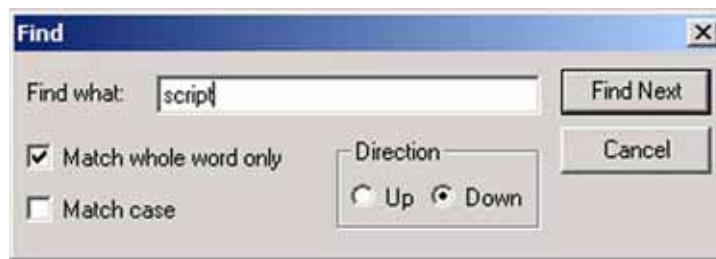 Find
Find what: script Find Next
Match whole word only Direction Cancel
Match case Up Down